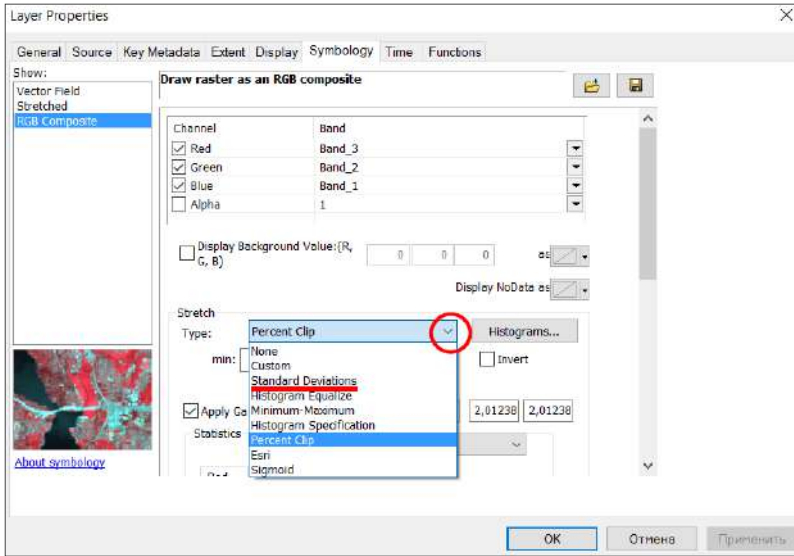 Layer Properties
General Source Key Metadata Extent Display Symbology Time Functions
Show:
Vector Field
Stretched
RGB Composite
About symbology
Draw raster as an RGB composite
Channel Band
Red Band_3
Green Band_2
Blue Band_1
Alpha 1
Display Background Value:(R, G, B) 0 0 0 as
Display NoData as
Stretch
Type: Percent Clip Histograms...
min: Invert
None
Custom
Standard Deviations
Histogram Equalize
Minimum-Maximum
Histogram Specification
Percent Clip
Esri
Sigmoid
Apply Ga 2,01238 2,01238
Statistics
Red
OK Отмена Применить